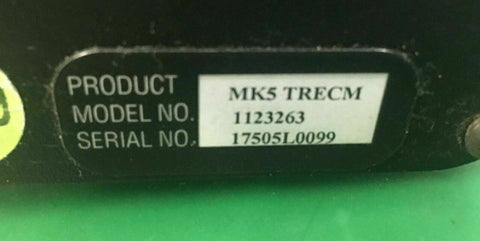 PRODUCT MK5 TRECM
MODEL NO. 1123263
SERIAL NO. 17505L0099